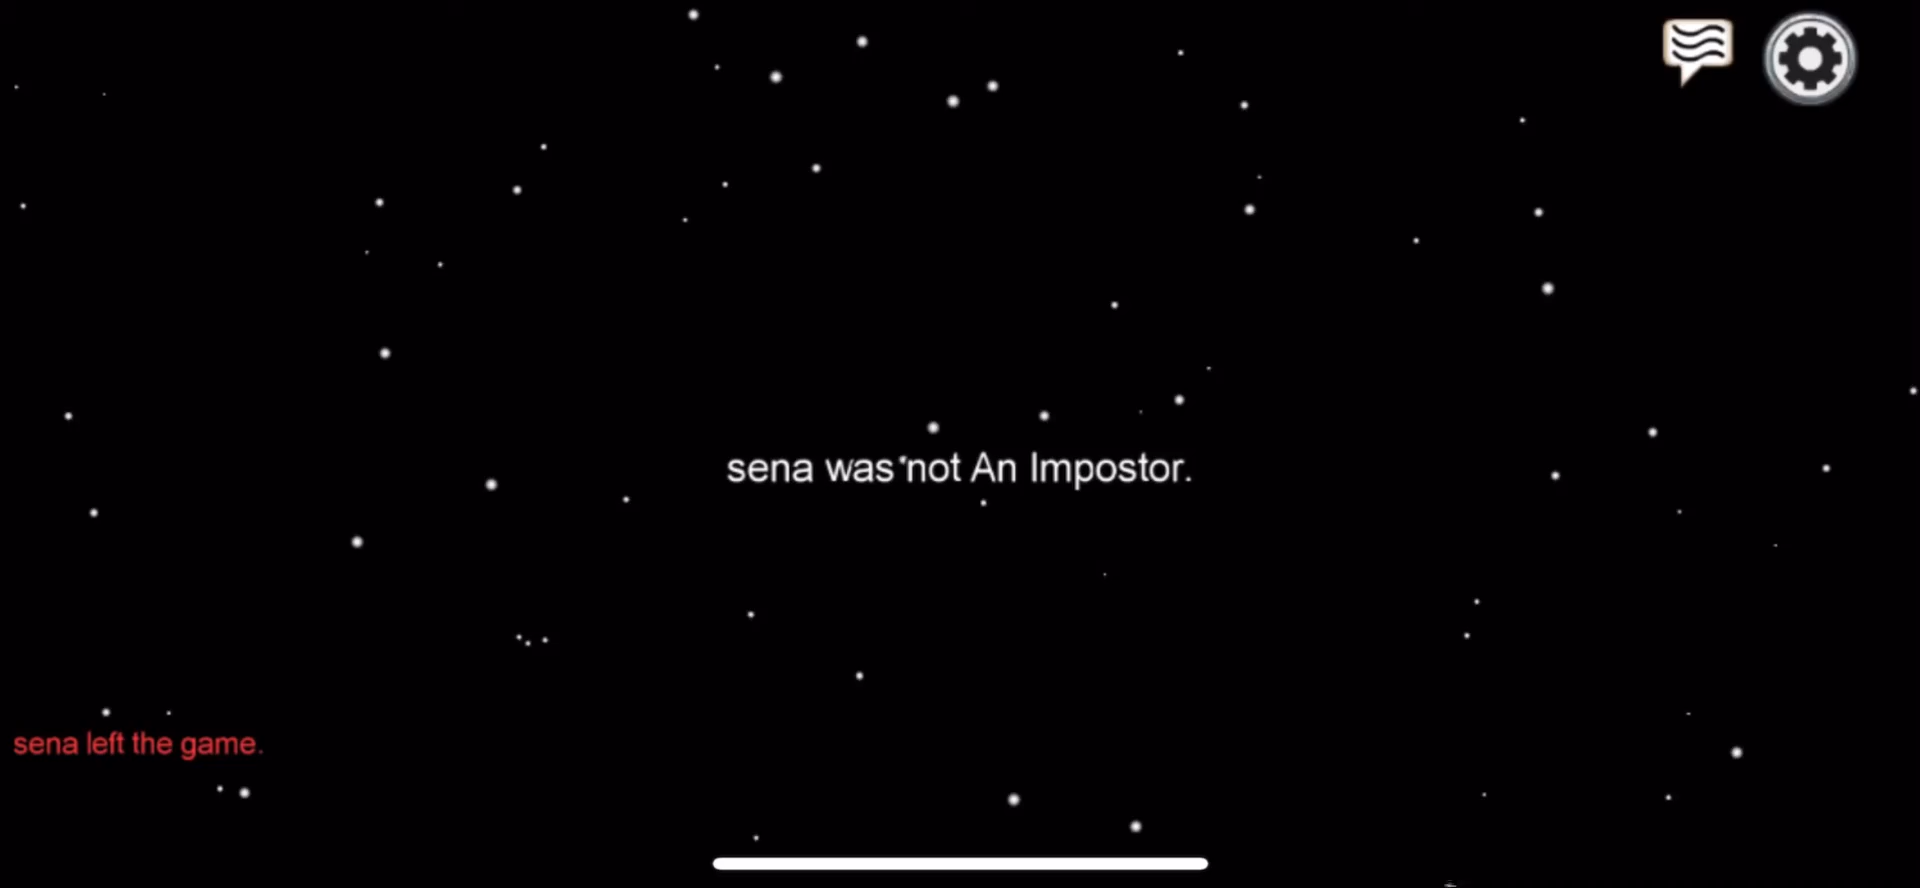 sena was not An Impostor.
sena left the game.